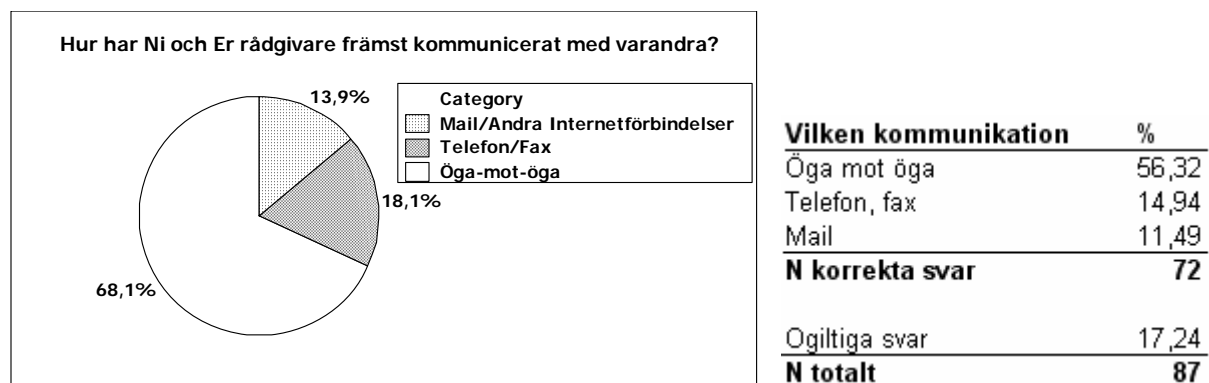 Hur har Ni och Er rådgivare främst kommunicerat med varandra?
13,9%
18,1%
68,1%
Category
Mail/Andra Internetförbindelser
Telefon/Fax
Öga-mot-öga
Vilken kommunikation %
Öga mot öga 56,32
Telefon, fax 14,94
Mail 11,49
N korrekta svar 72
Ogiltiga svar 17,24
N totalt 87